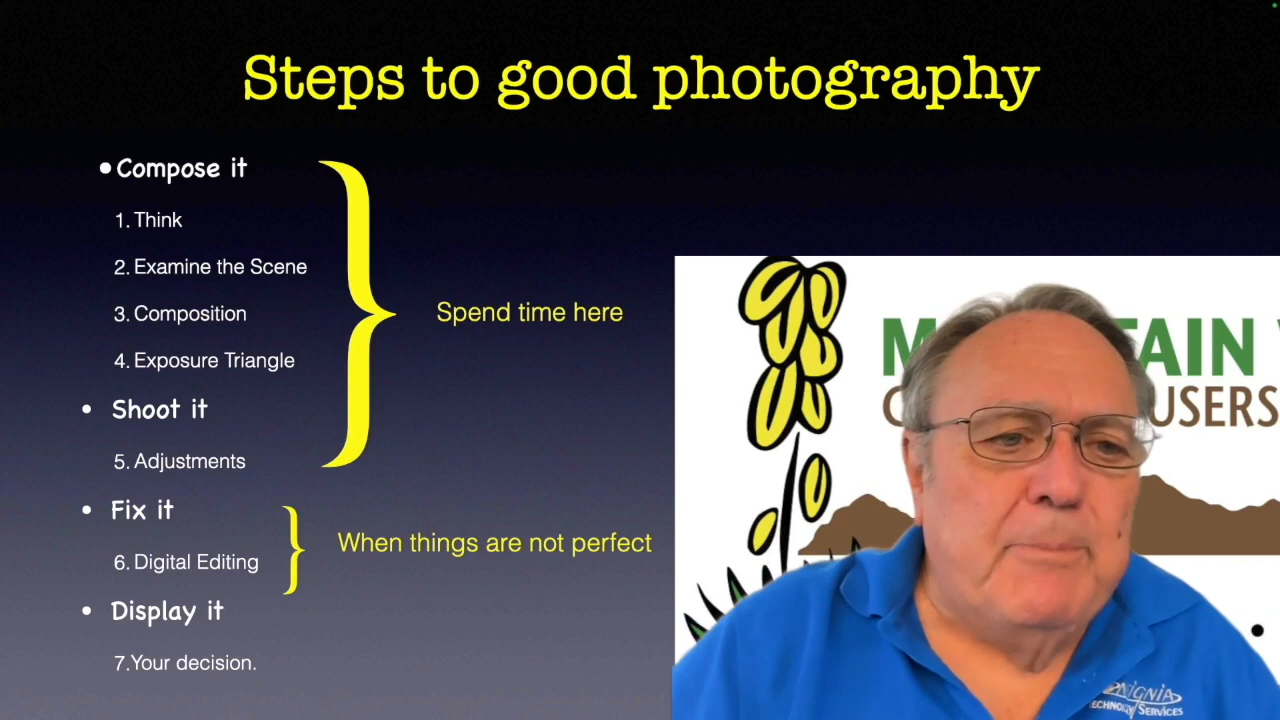 Steps to good photography
• Compose it
1. Think
2. Examine the Scene
3. Composition
4. Exposure Triangle
Spend time here
• Shoot it
5. Adjustments
• Fix it
When things are not perfect
6. Digital Editing
• Display it
7.Your decision.
USERS
SERVICES